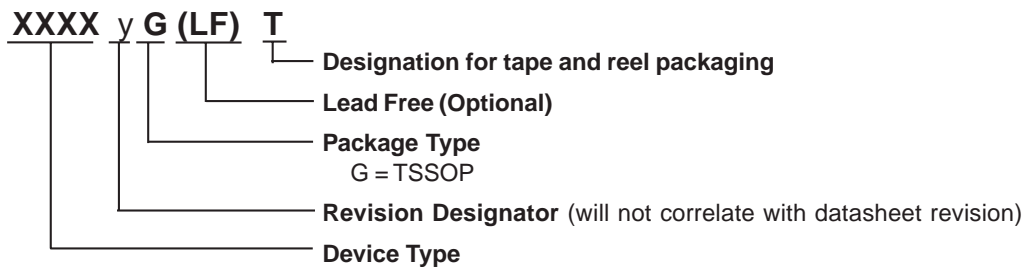 XXXX y G (LF) T
Designation for tape and reel packaging
Lead Free (Optional)
Package Type
G = TSSOP
Revision Designator (will not correlate with datasheet revision)
Device Type